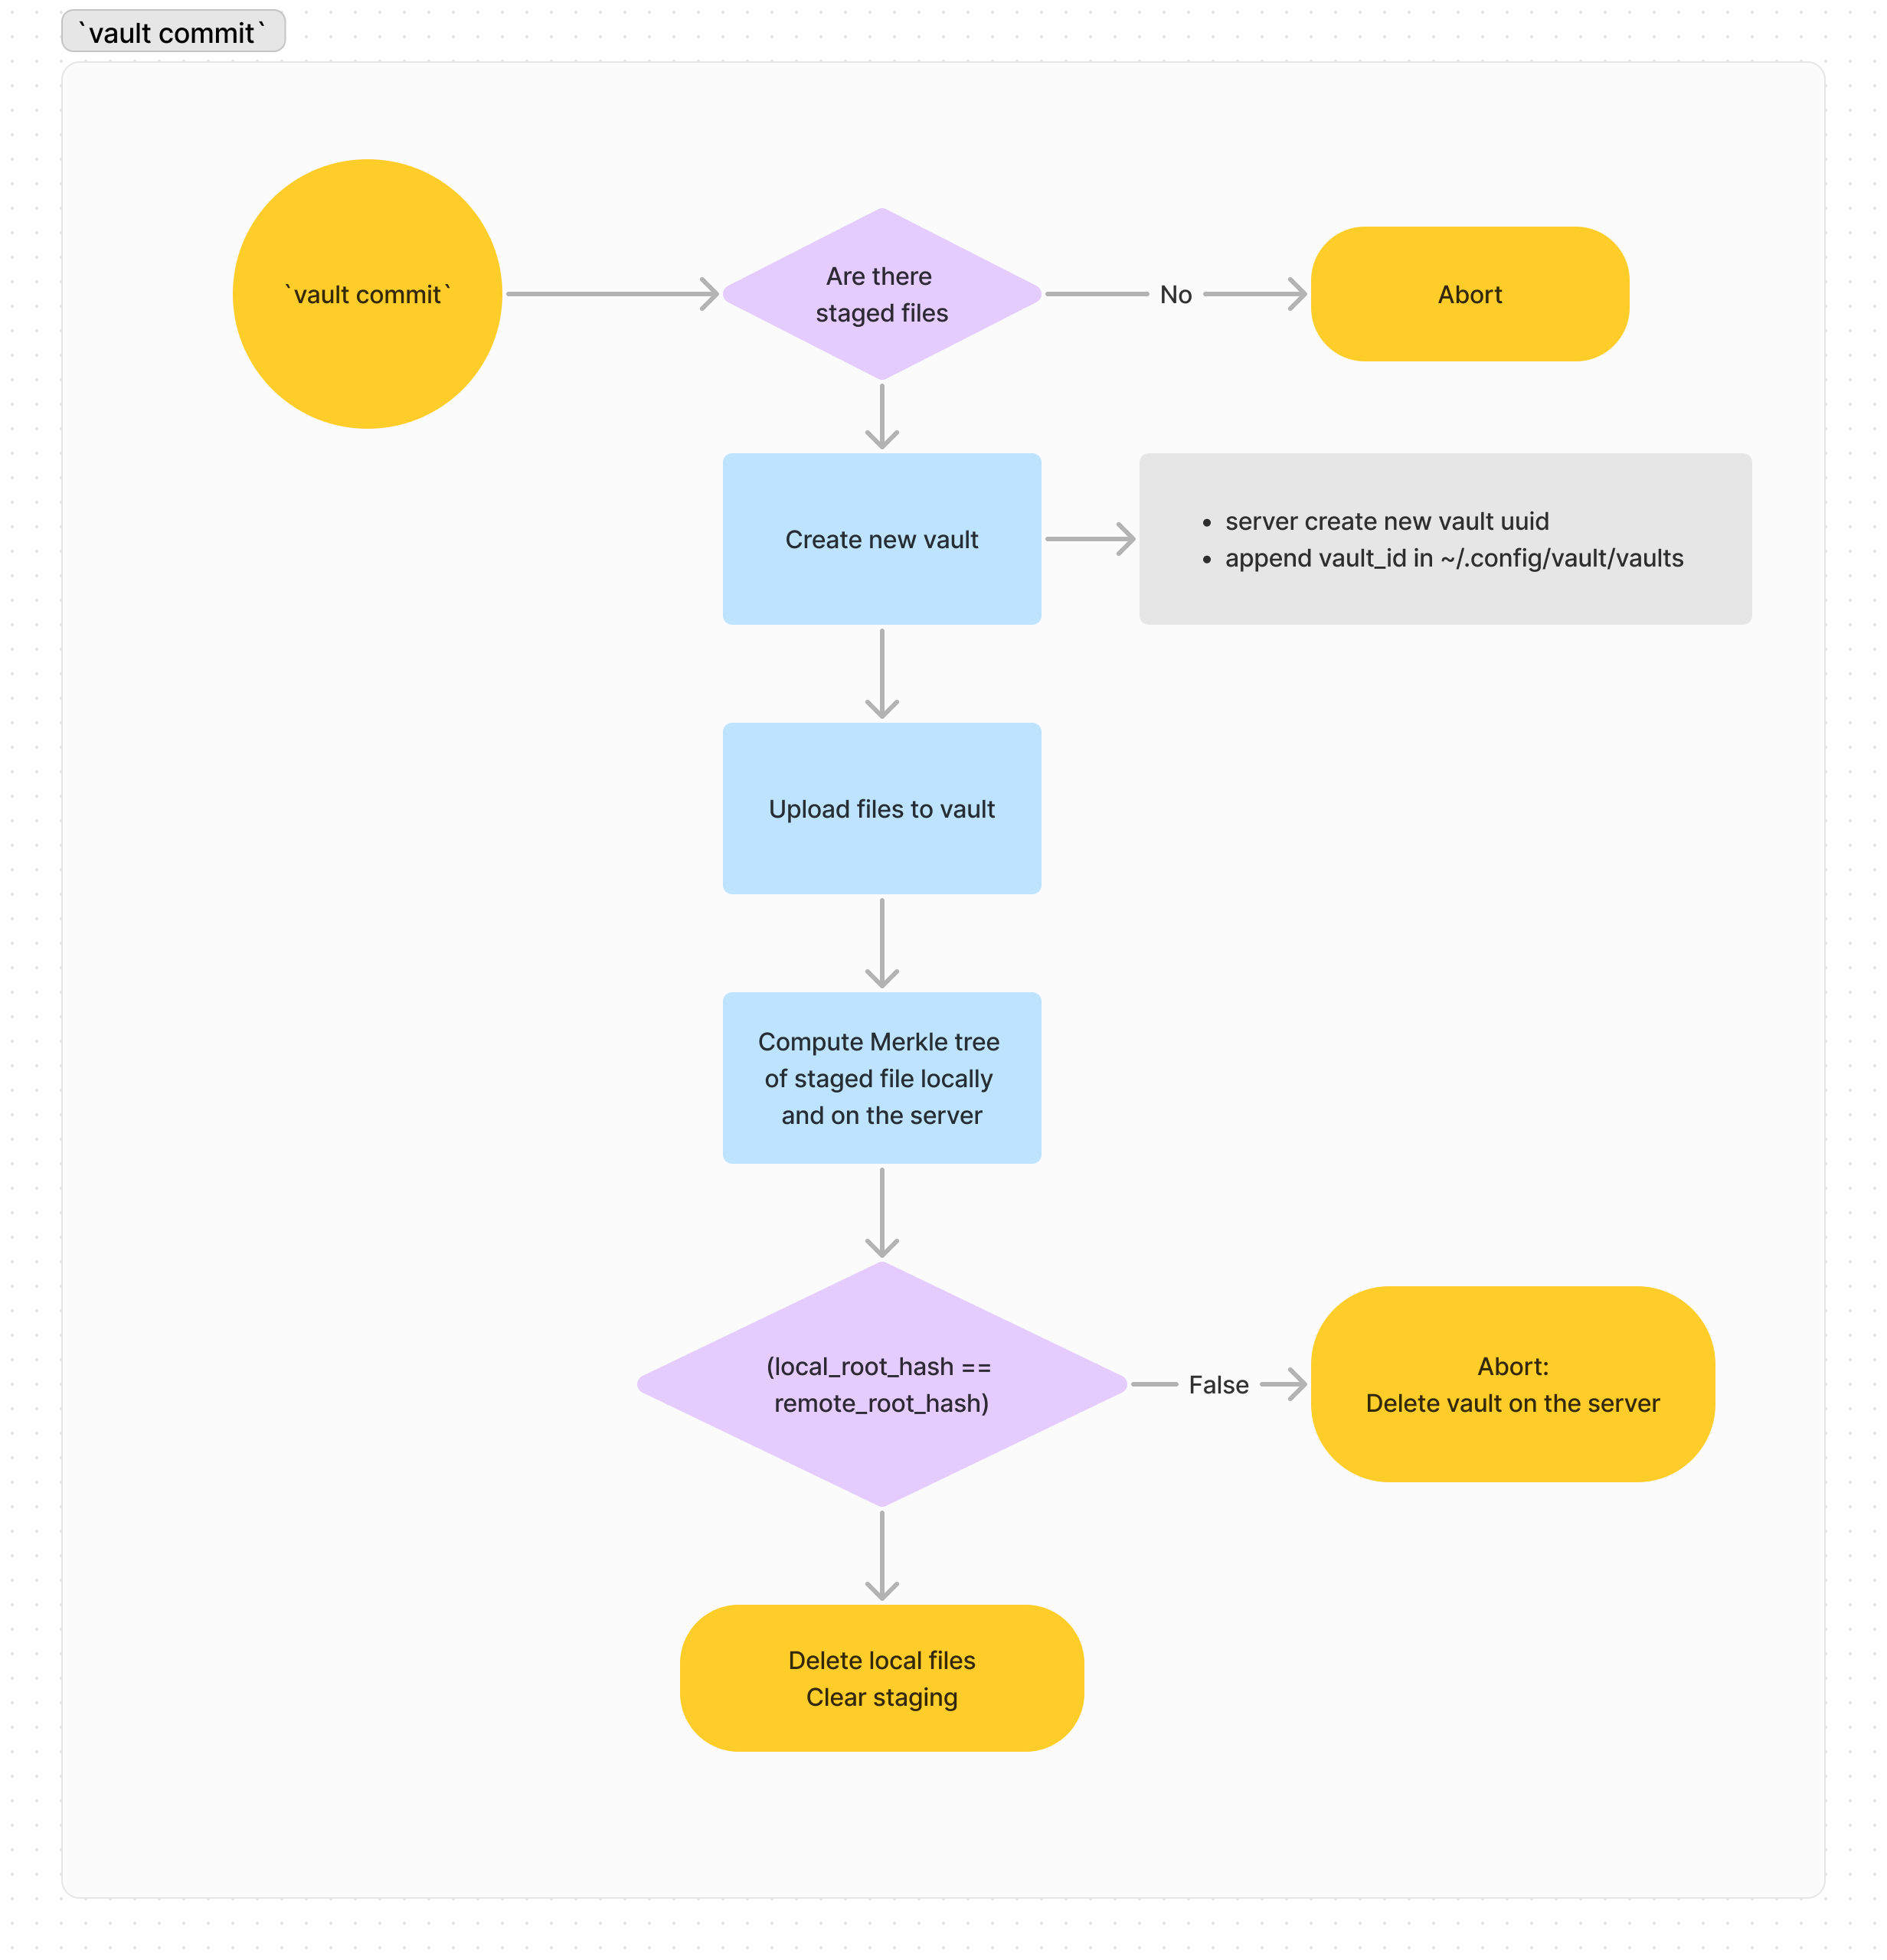 `vault commit`
`vault commit`
Are there
staged files
No
Abort
Create new vault
• server create new vault uuid
• append vault_id in ~/.config/vault/vaults
Upload files to vault
Compute Merkle tree
of staged file locally
and on the server
(local_root_hash ==
remote_root_hash)
False
Abort:
Delete vault on the server
Delete local files
Clear staging